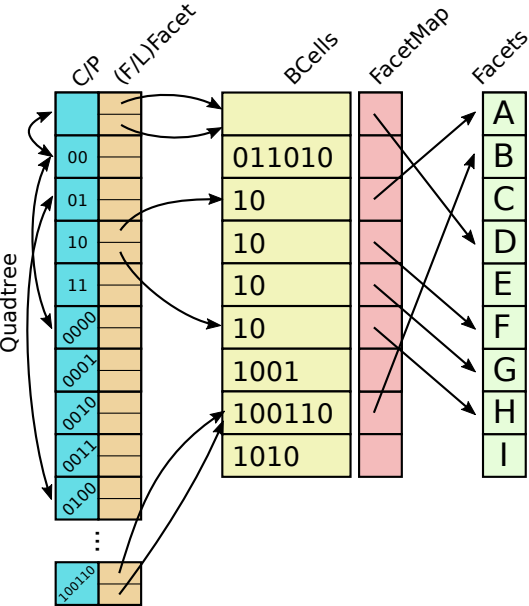 C/P
(F/L)Facet
BCells
FacetMap
Facets
Quadtree
00
01
10
11
0000
0001
0010
0011
0100
...
100110
011010
10
10
10
10
1001
100110
1010
A
B
C
D
E
F
G
H
I